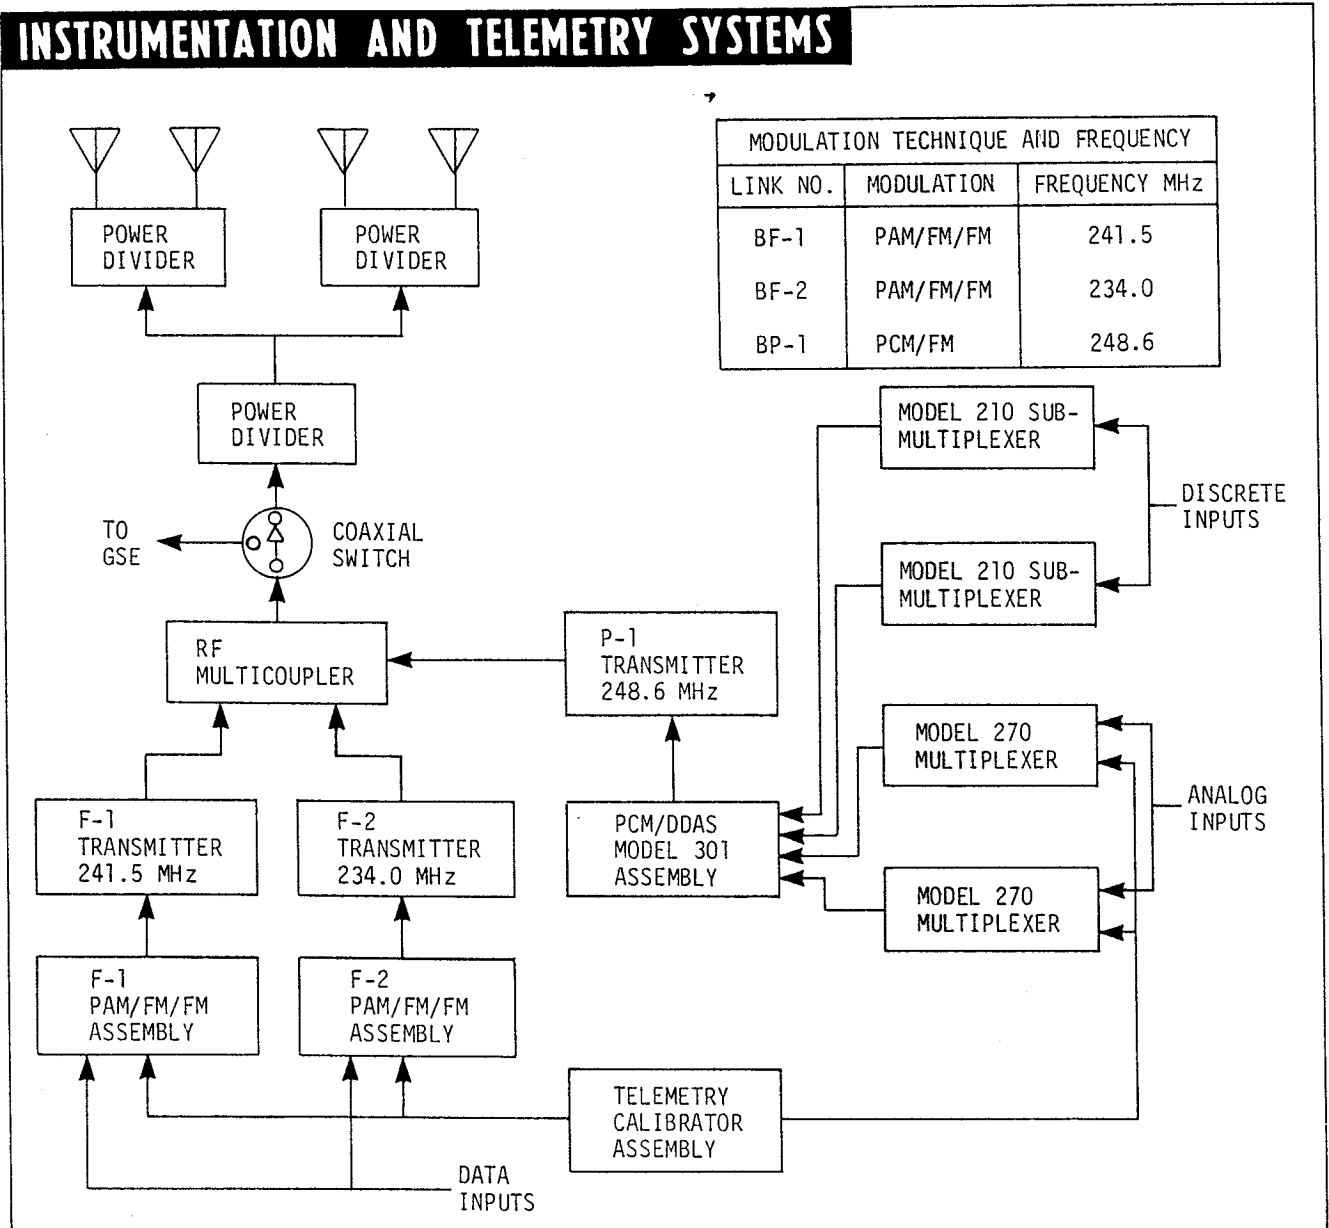 INSTRUMENTATION AND TELEMETRY SYSTEMS
MODULATION TECHNIQUE AND FREQUENCY
LINK NO. MODULATION FREQUENCY MHz
BF-1 PAM/FM/FM 241.5
BF-2 PAM/FM/FM 234.0
BP-1 PCM/FM 248.6
POWER
DIVIDER
POWER
DIVIDER
POWER
DIVIDER
TO
GSE
COAXIAL
SWITCH
RF
MULTICOUPLER
P-1
TRANSMITTER
248.6 MHz
MODEL 210 SUB-
MULTIPLEXER
DISCRETE
INPUTS
MODEL 210 SUB-
MULTIPLEXER
MODEL 270
MULTIPLEXER
ANALOG
INPUTS
MODEL 270
MULTIPLEXER
F-1
TRANSMITTER
241.5 MHz
F-2
TRANSMITTER
234.0 MHz
PCM/DDAS
MODEL 301
ASSEMBLY
F-1
PAM/FM/FM
ASSEMBLY
F-2
PAM/FM/FM
ASSEMBLY
TELEMETRY
CALIBRATOR
ASSEMBLY
DATA
INPUTS